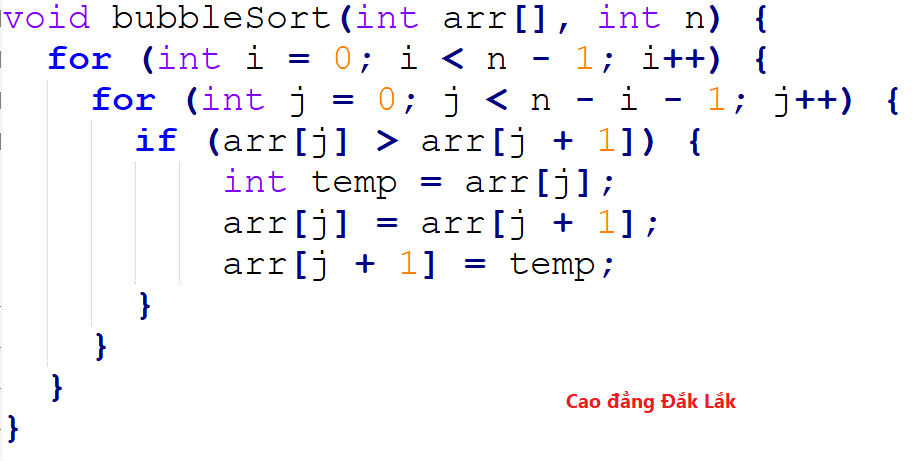 void bubbleSort(int arr[], int n) {
  for (int i = 0; i < n - 1; i++) {
    for (int j = 0; j < n - i - 1; j++) {
      if (arr[j] > arr[j + 1]) {
          int temp = arr[j];
          arr[j] = arr[j + 1];
          arr[j + 1] = temp;
      }
    }
  }
Cao đẳng Đắk Lắk
}